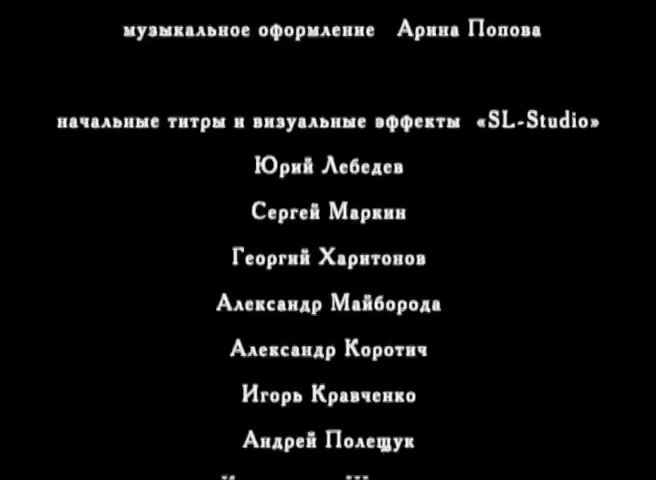 музыкальное оформление Арина Попова
начальные титры и визуальные эффекты «SL-Studio»
Юрий Лебедев
Сергей Маркин
Георгий Харитонов
Александр Майборода
Александр Коротич
Игорь Кравченко
Андрей Полещук